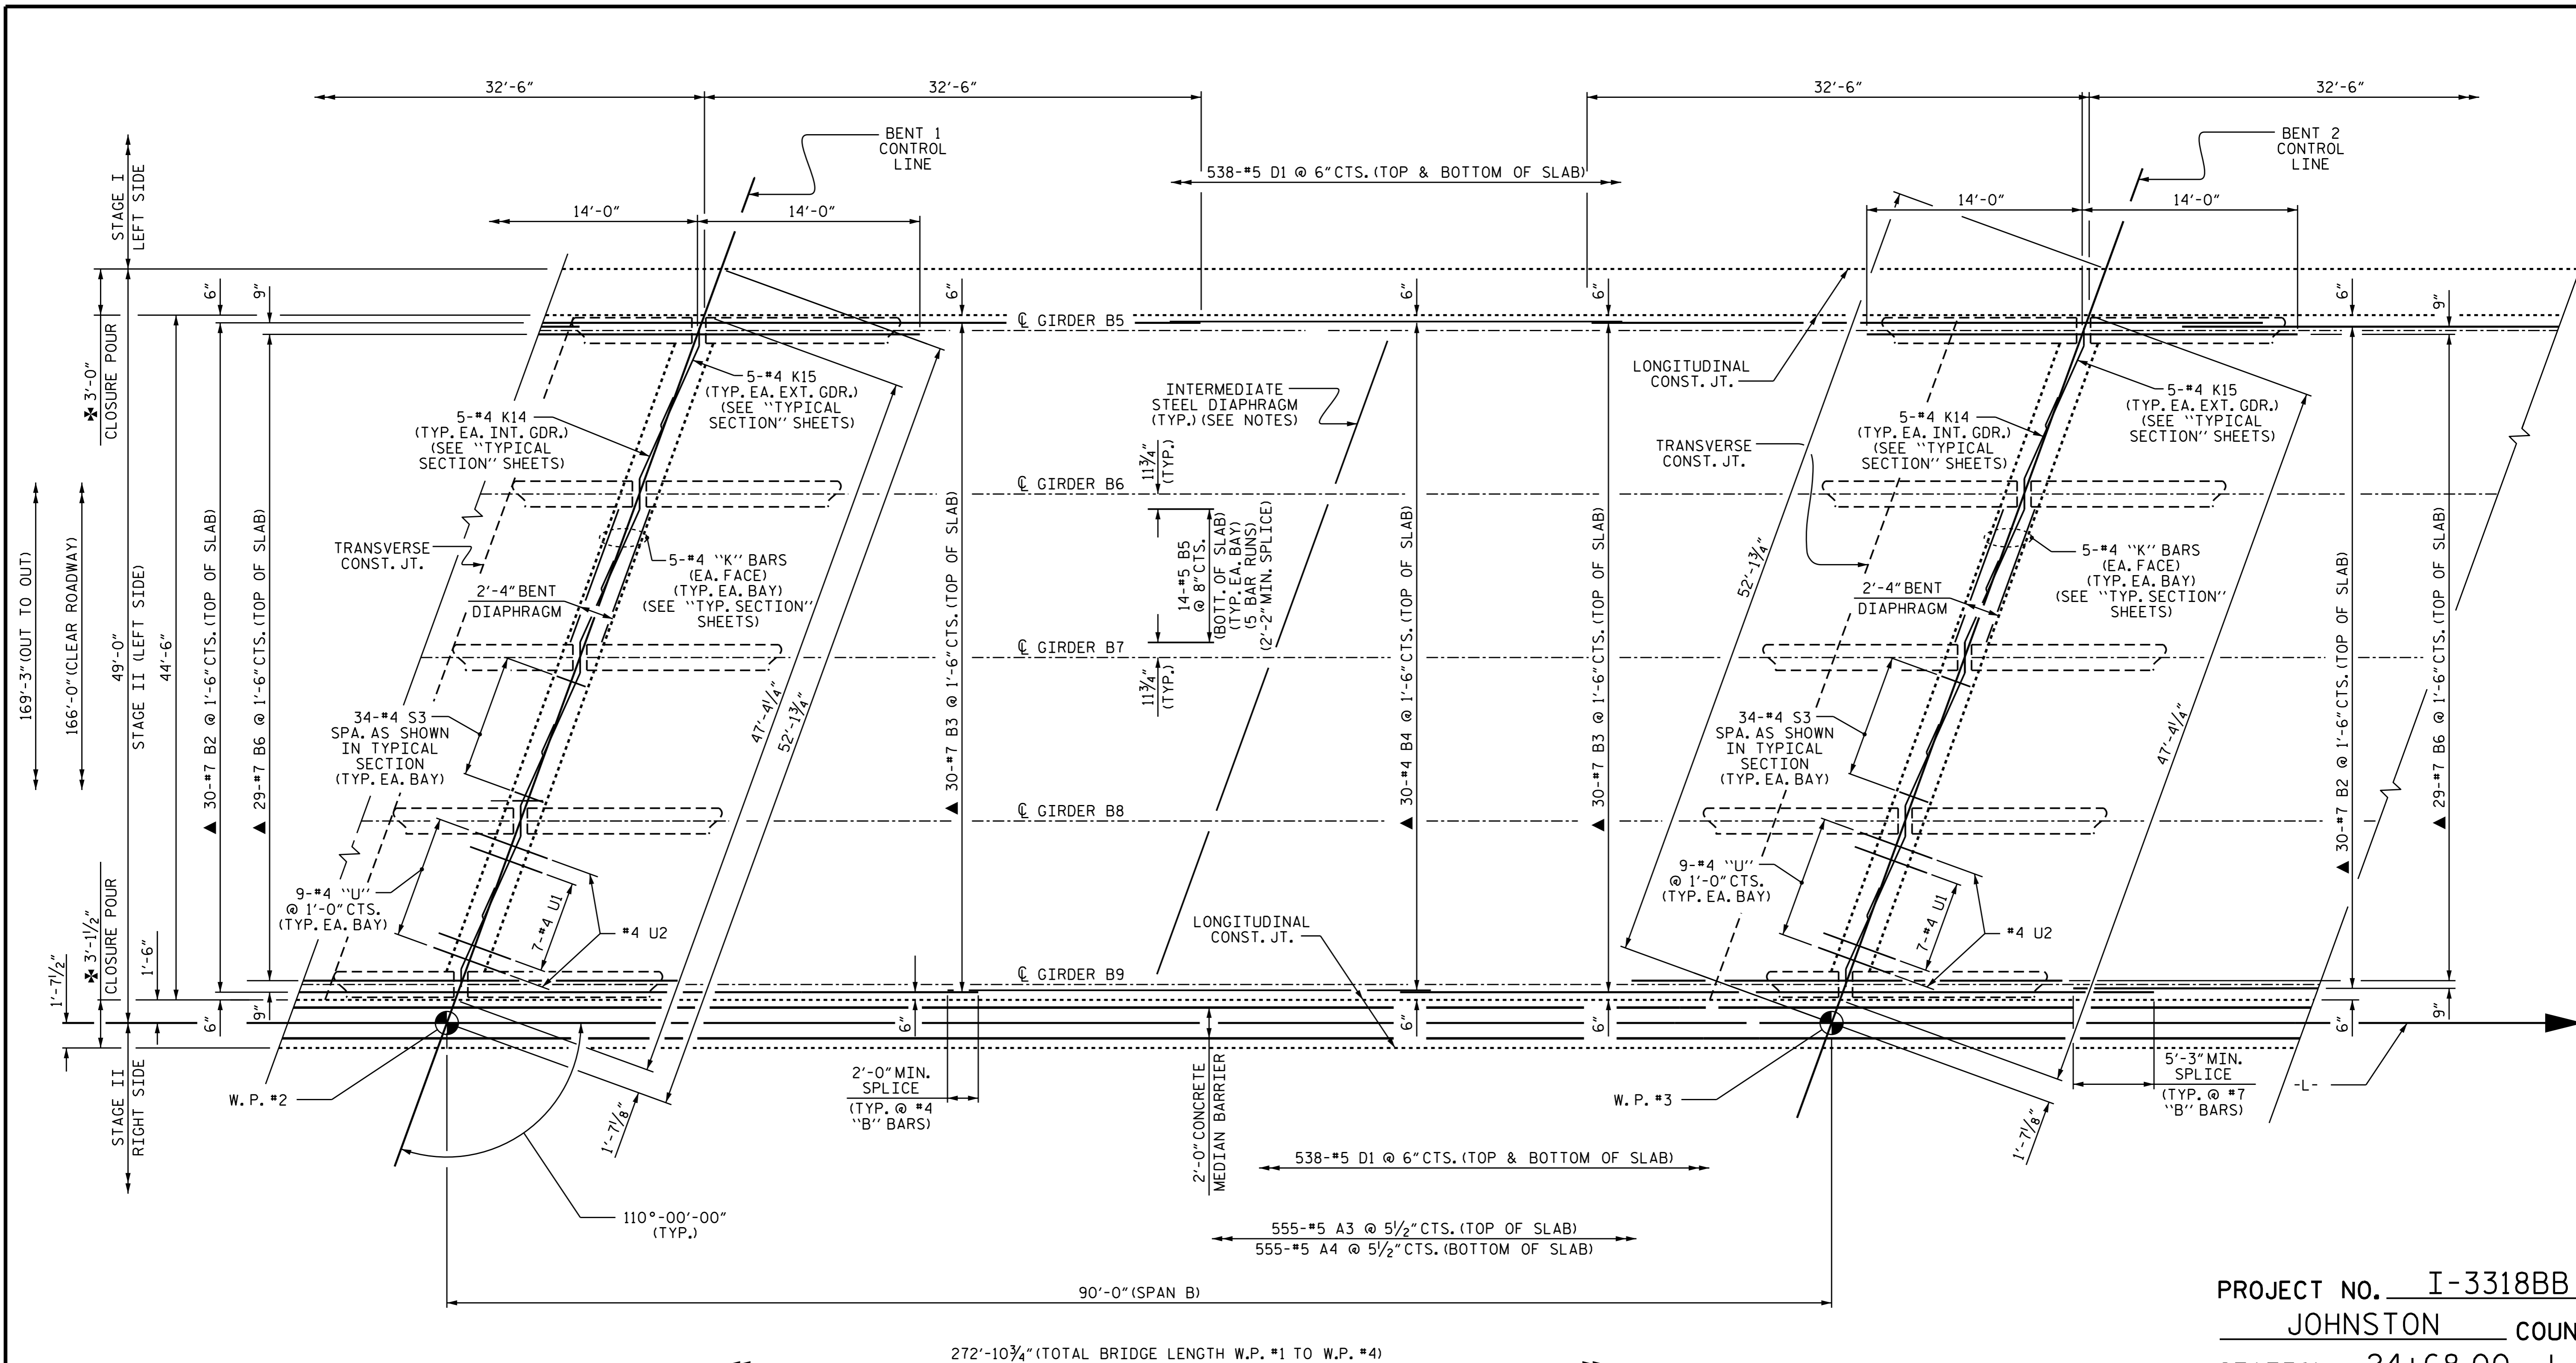 32'-6"
32'-6"
32'-6"
32'-6"
BENT 1
CONTROL
LINE
BENT 2
CONTROL
LINE
538-#5 D1 @ 6"CTS.(TOP & BOTTOM OF SLAB)
14'-0"
14'-0"
14'-0"
14'-0"
STAGE I
LEFT SIDE
✠ 3'-0"
CLOSURE POUR
6"
9"
6"
6"
6"
6"
9"
℄ GIRDER B5
5-#4 K15
(TYP. EA. EXT. GDR.)
(SEE ``TYPICAL
SECTION'' SHEETS)
5-#4 K14
(TYP. EA. INT. GDR.)
(SEE ``TYPICAL
SECTION'' SHEETS)
INTERMEDIATE
STEEL DIAPHRAGM
(TYP.) (SEE NOTES)
LONGITUDINAL
CONST. JT.
5-#4 K15
(TYP. EA. EXT. GDR.)
(SEE ``TYPICAL
SECTION'' SHEETS)
5-#4 K14
(TYP. EA. INT. GDR.)
(SEE ``TYPICAL
SECTION'' SHEETS)
TRANSVERSE
CONST. JT.
11¾"
(TYP.)
℄ GIRDER B6
TRANSVERSE
CONST. JT.
5-#4 ``K'' BARS
(EA. FACE)
(TYP. EA. BAY)
(SEE ``TYP. SECTION''
SHEETS)
2'-4" BENT
DIAPHRAGM
14-#5 B5
@ 8"CTS.
(BOTT. OF SLAB)
(TYP. EA. BAY)
(5 BAR RUNS)
(2'-2" MIN. SPLICE)
5-#4 ``K'' BARS
(EA. FACE)
(TYP. EA. BAY)
(SEE ``TYP. SECTION''
SHEETS)
2'-4" BENT
DIAPHRAGM
169'-3"(OUT TO OUT)
166'-0"(CLEAR ROADWAY)
49'-0"
STAGE II (LEFT SIDE)
44'-6"
▲ 30-#7 B2 @ 1'-6"CTS.(TOP OF SLAB)
▲ 29-#7 B6 @ 1'-6"CTS.(TOP OF SLAB)
▲ 30-#7 B3 @ 1'-6"CTS.(TOP OF SLAB)
▲ 30-#4 B4 @ 1'-6"CTS.(TOP OF SLAB)
▲ 30-#7 B3 @ 1'-6"CTS.(TOP OF SLAB)
▲ 30-#7 B2 @ 1'-6"CTS.(TOP OF SLAB)
▲ 29-#7 B6 @ 1'-6"CTS.(TOP OF SLAB)
℄ GIRDER B7
11¾"
(TYP.)
47'-4¼"
52'-1¾"
52'-1¾"
47'-4¼"
34-#4 S3
SPA. AS SHOWN
IN TYPICAL
SECTION
(TYP. EA. BAY)
34-#4 S3
SPA. AS SHOWN
IN TYPICAL
SECTION
(TYP. EA. BAY)
℄ GIRDER B8
9-#4 ``U''
@ 1'-0"CTS.
(TYP. EA. BAY)
7-#4 U1
#4 U2
9-#4 ``U''
@ 1'-0"CTS.
(TYP. EA. BAY)
7-#4 U1
#4 U2
LONGITUDINAL
CONST. JT.
℄ GIRDER B9
1'-7½"
✠ 3'-1½"
CLOSURE POUR
1'-6"
6"
9"
6"
6"
6"
6"
9"
STAGE II
RIGHT SIDE
W.P. #2
1'-7⅛"
2'-0" MIN.
SPLICE
(TYP. @ #4
``B'' BARS)
2'-0" CONCRETE
MEDIAN BARRIER
W.P. #3
1'-7⅛"
5'-3" MIN.
SPLICE
(TYP. @ #7
``B'' BARS)
-L-
538-#5 D1 @ 6"CTS.(TOP & BOTTOM OF SLAB)
110°-00'-00"
(TYP.)
555-#5 A3 @ 5½"CTS.(TOP OF SLAB)
555-#5 A4 @ 5½"CTS.(BOTTOM OF SLAB)
90'-0"(SPAN B)
272'-10¾"(TOTAL BRIDGE LENGTH W.P. #1 TO W.P. #4)
PROJECT NO. I-3318BB
JOHNSTON